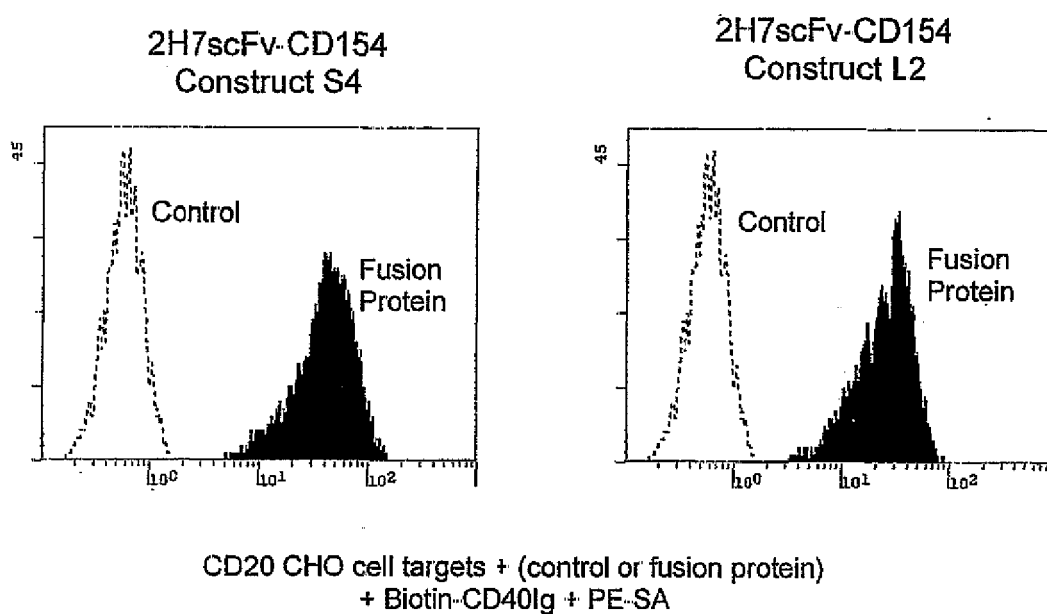 2H7scFv-CD154
Construct S4
45
Control
Fusion
Protein
10⁰
10¹
10²
2H7scFv-CD154
Construct L2
45
Control
Fusion
Protein
10⁰
10¹
10²
CD20 CHO cell targets + (control or fusion protein)
+ Biotin-CD40Ig + PE-SA